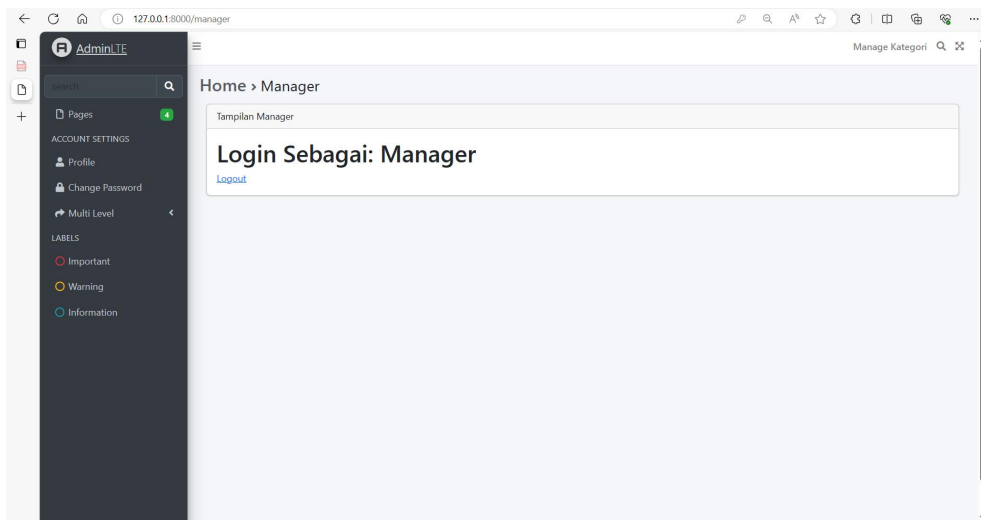 127.0.0.1:8000/manager
AdminLTE
Manage Kategori
search
Home › Manager
Pages 4
Tampilan Manager
ACCOUNT SETTINGS
Login Sebagai: Manager
Profile
Logout
Change Password
Multi Level
LABELS
Important
Warning
Information